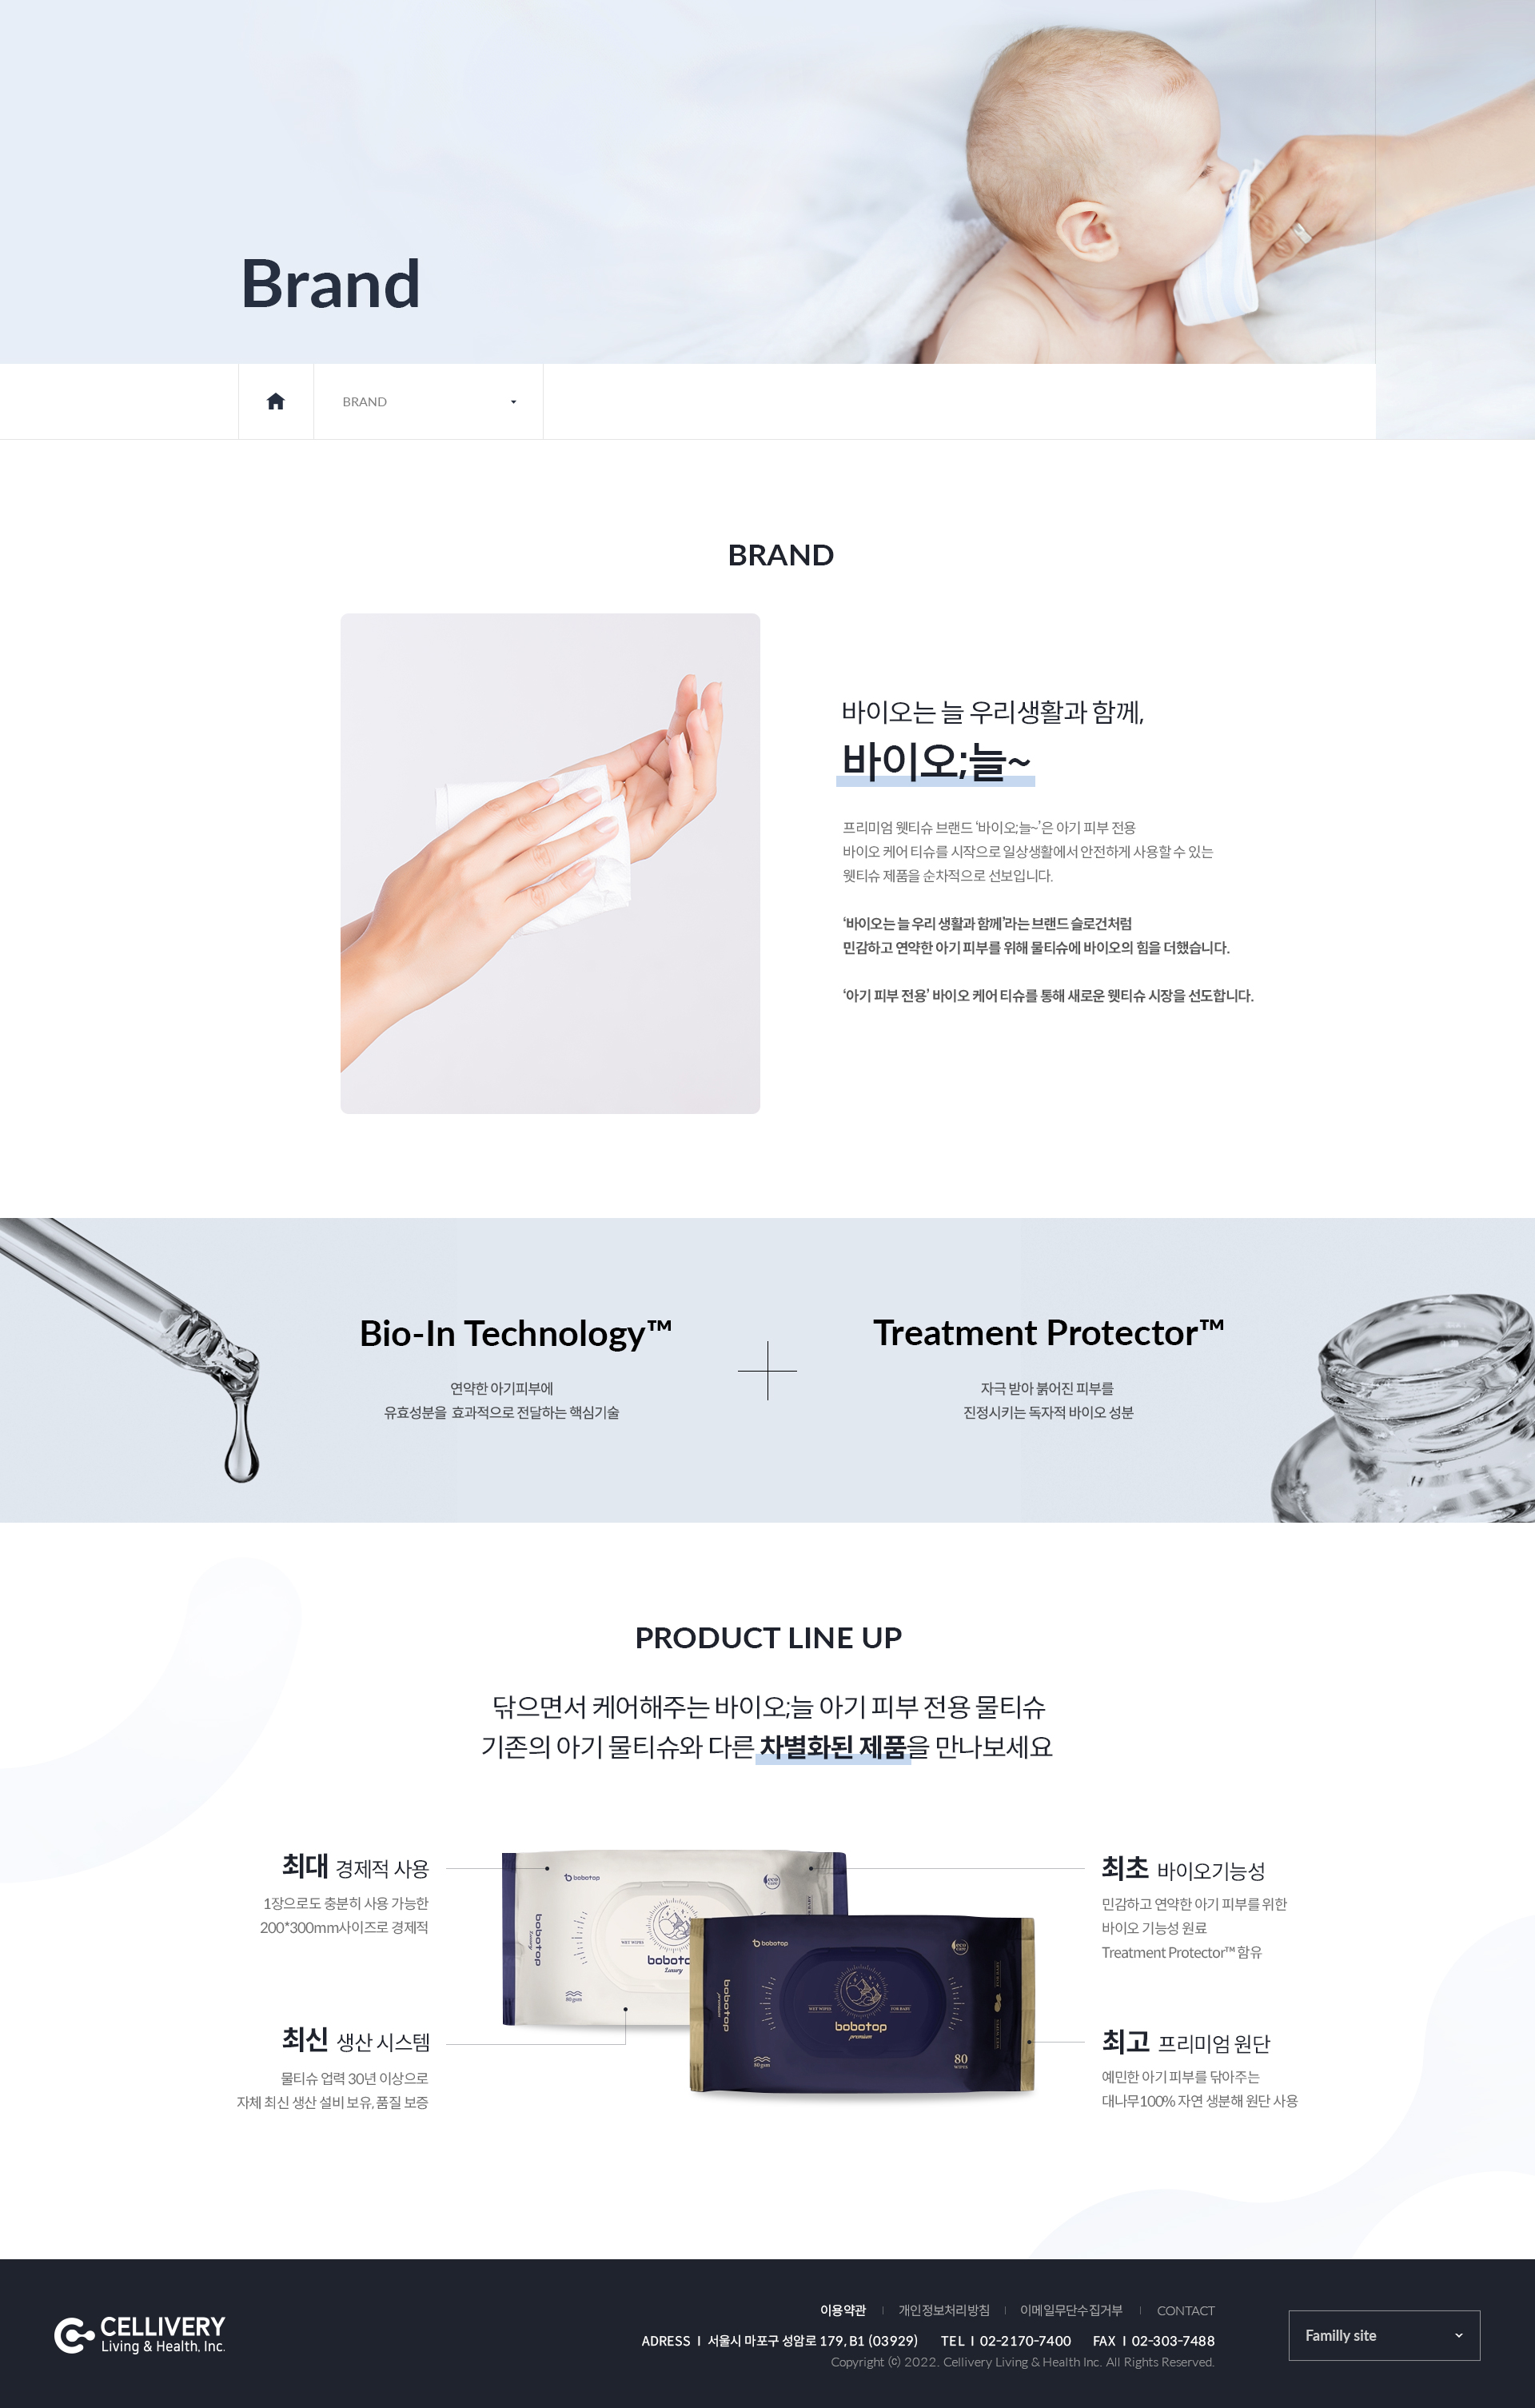 Brand
BRAND
BRAND
바이오는 늘 우리생활과 함께,
바이오;늘~
프리미엄 웻티슈 브랜드 ‘바이오;늘~’은 아기 피부 전용
바이오 케어 티슈를 시작으로 일상생활에서 안전하게 사용할 수 있는
웻티슈 제품을 순차적으로 선보입니다.
‘바이오는 늘 우리 생활과 함께’라는 브랜드 슬로건처럼
민감하고 연약한 아기 피부를 위해 물티슈에 바이오의 힘을 더했습니다.
‘아기 피부 전용’ 바이오 케어 티슈를 통해 새로운 웻티슈 시장을 선도합니다.
Bio-In Technology™
연약한 아기피부에
유효성분을 효과적으로 전달하는 핵심기술
Treatment Protector™
자극 받아 붉어진 피부를
진정시키는 독자적 바이오 성분
PRODUCT LINE UP
닦으면서 케어해주는 바이오;늘 아기 피부 전용 물티슈
기존의 아기 물티슈와 다른 차별화된 제품을 만나보세요
최대 경제적 사용
1장으로도 충분히 사용 가능한
200*300mm사이즈로 경제적
최신 생산 시스템
물티슈 업력 30년 이상으로
자체 최신 생산 설비 보유, 품질 보증
bobotop
eco care
bobotop
luxury
WET WIPES
bobotop
Luxury
80 gsm
bobotop
eco care
bobotop
premium
WET WIPES
FOR BABY
bobotop
premium
80 gsm
80
WIPES
FOR BABY
WET WIPES
최초 바이오기능성
민감하고 연약한 아기 피부를 위한
바이오 기능성 원료
Treatment Protector™ 함유
최고 프리미엄 원단
예민한 아기 피부를 닦아주는
대나무100% 자연 생분해 원단 사용
CELLIVERY
Living & Health, Inc.
이용약관 | 개인정보처리방침 | 이메일무단수집거부 | CONTACT
ADRESS I 서울시 마포구 성암로 179, B1 (03929) TEL I 02-2170-7400 FAX I 02-303-7488
Copyright ⓒ 2022. Cellivery Living & Health Inc. All Rights Reserved.
Familly site